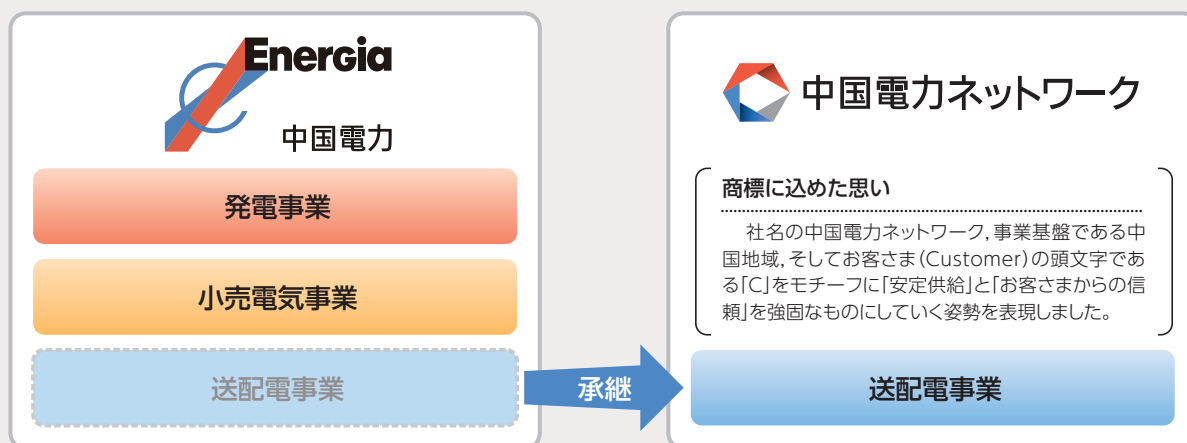 Energia
中国電力
発電事業
小売電気事業
送配電事業
承継
中国電力ネットワーク
商標に込めた思い
社名の中国電力ネットワーク,事業基盤である中
国地域,そしてお客さま(Customer)の頭文字であ
る「C」をモチーフに「安定供給」と「お客さまからの信
頼」を強固なものにしていく姿勢を表現しました。
送配電事業